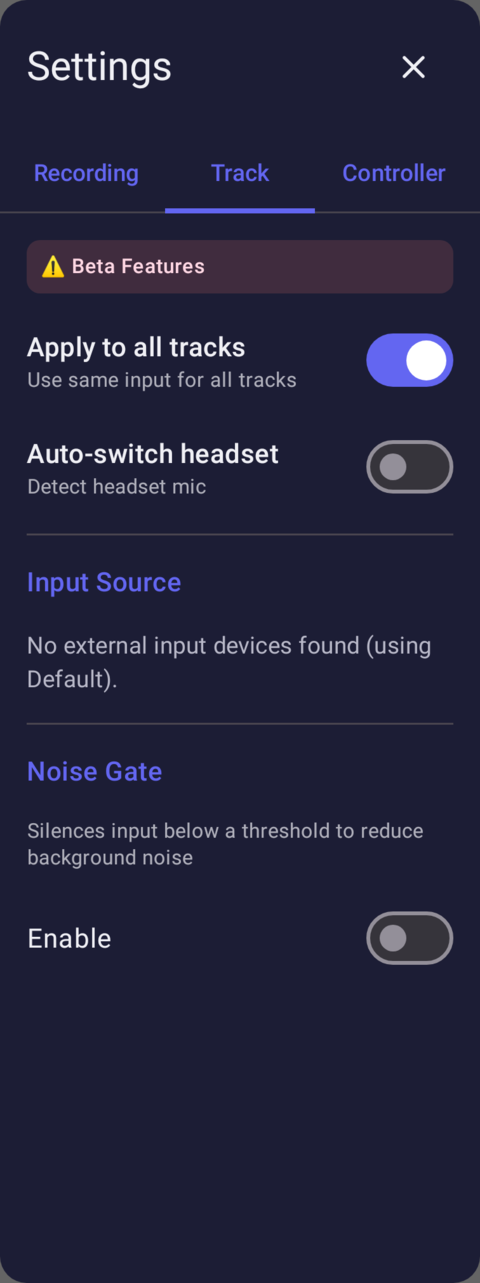 Settings
Recording Track Controller
⚠️ Beta Features
Apply to all tracks
Use same input for all tracks
Auto-switch headset
Detect headset mic
Input Source
No external input devices found (using
Default).
Noise Gate
Silences input below a threshold to reduce
background noise
Enable